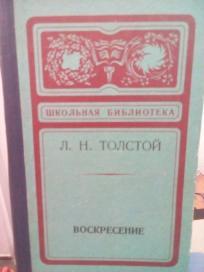 ШКОЛЬНАЯ БИБЛИОТЕКА
Л. Н. ТОЛСТОЙ
ВОСКРЕСЕНИЕ